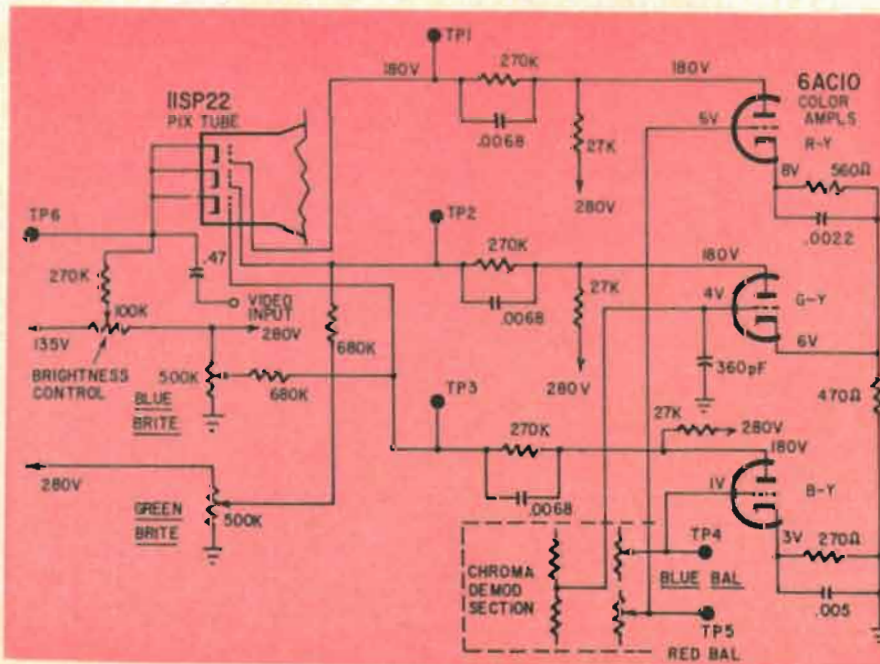 TP1
270K
180V
180V
6AC10
COLOR
AMPLS
R-Y
11SP22
PIX TUBE
.0068
27K
6V
8V
560Ω
280V
.0022
TP6
TP2
270K
180V
270K
.47
27K
4V
G-Y
100K
VIDEO
INPUT
.0068
6V
135V
280V
680K
360pF
BRIGHTNESS
CONTROL
500K
680K
TP3
280V
470Ω
BLUE
BRITE
270K
27K
280V
180V
280V
.0068
1V
B-Y
GREEN
BRITE
500K
TP4
3V
270Ω
CHROMA
DEMOD
SECTION
BLUE BAL
.005
TP5
RED BAL